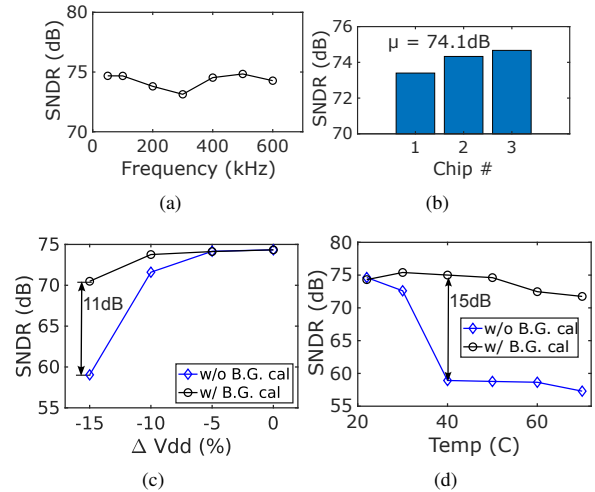 80
75
70
SNDR (dB)
0 200 400 600
Frequency (kHz)
(a)
76
74
72
70
SNDR (dB)
μ = 74.1dB
1 2 3
Chip #
(b)
75
70
65
60
55
SNDR (dB)
11dB
w/o B.G. cal
w/ B.G. cal
-15 -10 -5 0
Δ Vdd (%)
(c)
80
75
70
65
60
55
SNDR (dB)
15dB
w/o B.G. cal
w/ B.G. cal
20 40 60
Temp (C)
(d)